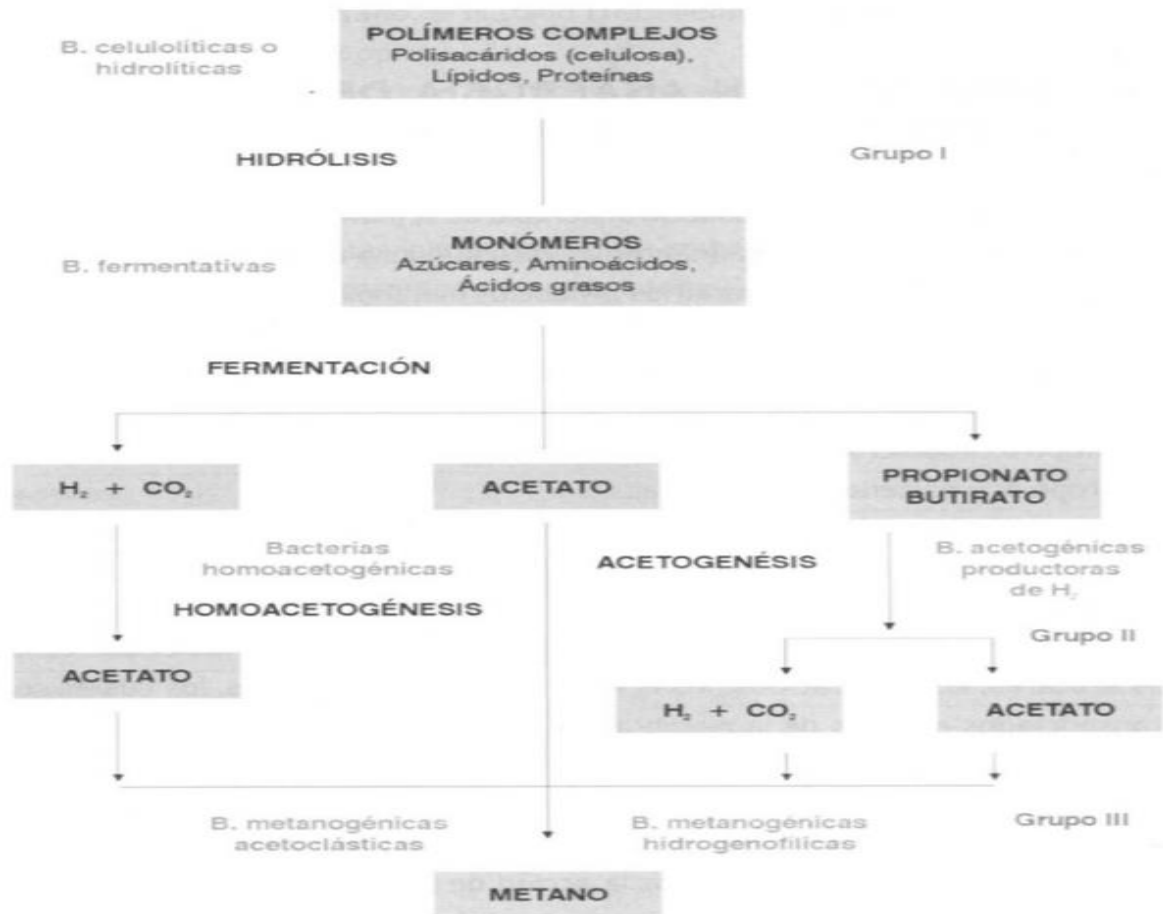 B. celulolíticas o
hidrolíticas
POLÍMEROS COMPLEJOS
Polisacáridos (celulosa),
Lípidos, Proteínas
HIDRÓLISIS
Grupo I
B. fermentativas
MONÓMEROS
Azúcares, Aminoácidos,
Ácidos grasos
FERMENTACIÓN
H₂ + CO₂
ACETATO
PROPIONATO
BUTIRATO
Bacterias
homoacetogénicas
HOMOACETOGÉNESIS
ACETOGENÉSIS
B. acetogénicas
productoras
de H₂
Grupo II
ACETATO
H₂ + CO₂
ACETATO
B. metanogénicas
acetoclásticas
B. metanogénicas
hidrogenofílicas
Grupo III
METANO